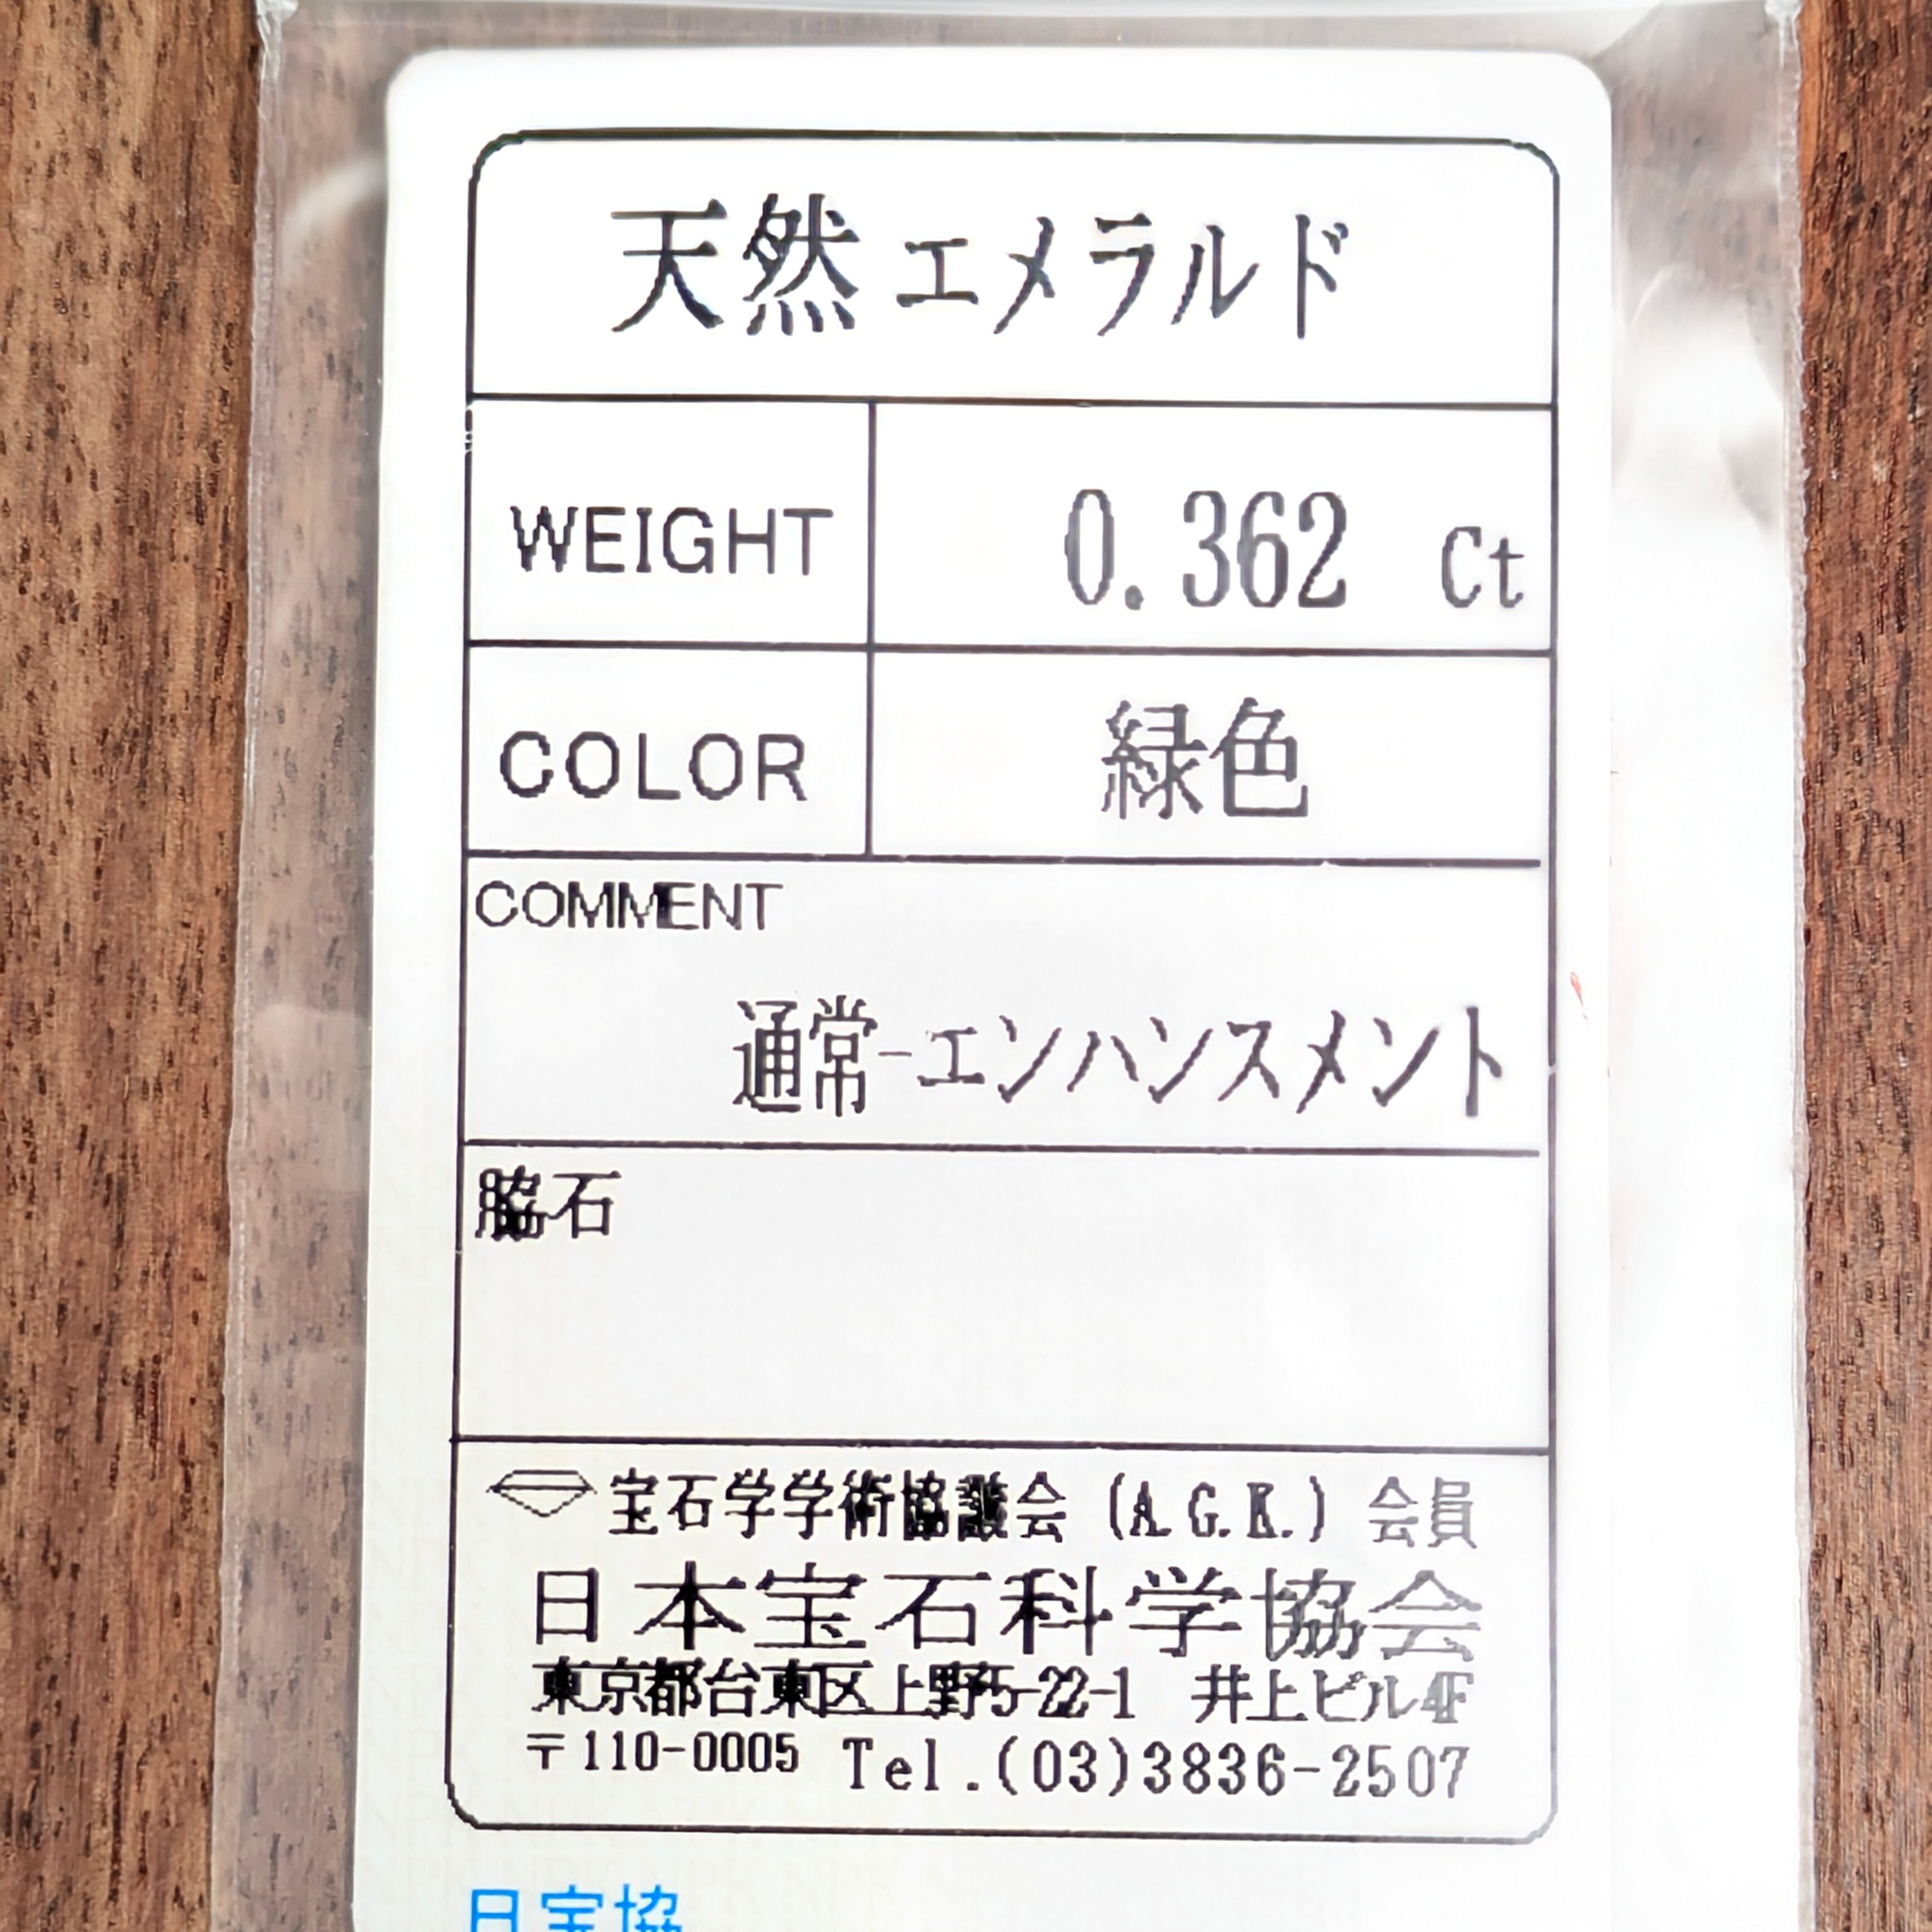 天然エメラルド
WEIGHT 0.362 Ct
COLOR 緑色
COMMENT
通常-エンハンスメント
脇石
宝石学学術協議会 (A.G.K.) 会員
日本宝石科学協会
東京都台東区上野5-22-1 井上ビル4F
〒110-0005 Tel.(03)3836-2507
日宝協